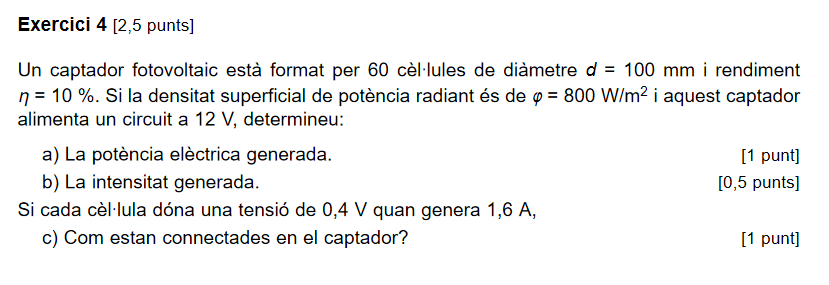 Exercici 4 [2,5 punts]
Un captador fotovoltaic està format per 60 cèl·lules de diàmetre d = 100 mm i rendiment
η = 10 %. Si la densitat superficial de potència radiant és de φ = 800 W/m² i aquest captador
alimenta un circuit a 12 V, determineu:
a) La potència elèctrica generada. [1 punt]
b) La intensitat generada. [0,5 punts]
Si cada cèl·lula dóna una tensió de 0,4 V quan genera 1,6 A,
c) Com estan connectades en el captador? [1 punt]